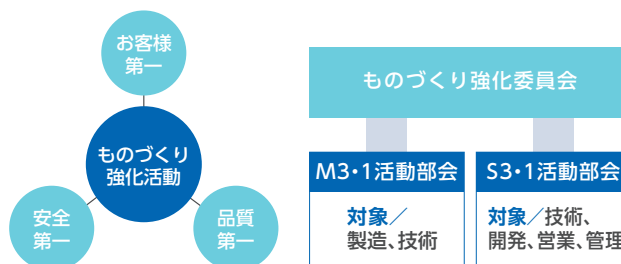 お客様
第一
ものづくり
強化活動
安全
第一
品質
第一
ものづくり強化委員会
M3・1活動部会
対象／
製造、技術
S3・1活動部会
対象／技術、
開発、営業、管理